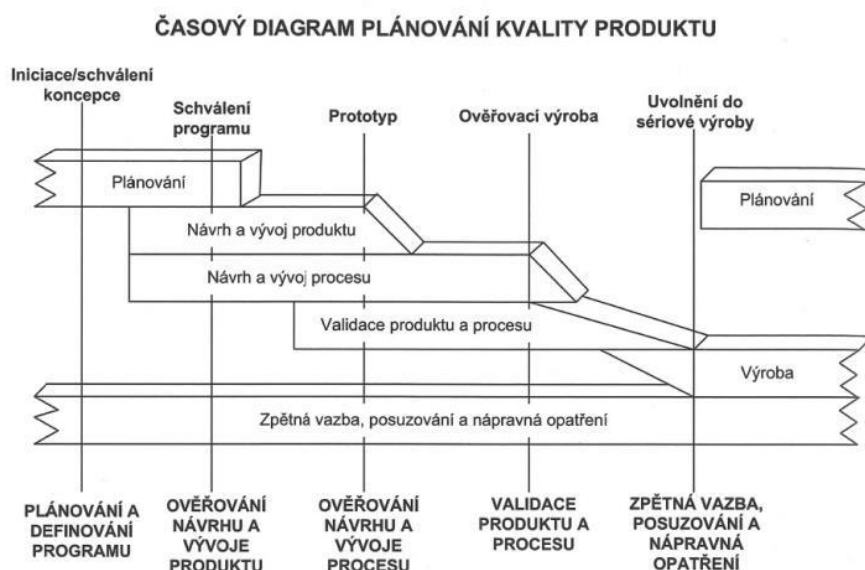 ČASOVÝ DIAGRAM PLÁNOVÁNÍ KVALITY PRODUKTU
Iniciace/schválení
koncepce
Schválení
programu
Prototyp
Ověřovací výroba
Uvolnění do
sériové výroby
Plánování
Plánování
Návrh a vývoj produktu
Návrh a vývoj procesu
Validace produktu a procesu
Výroba
Zpětná vazba, posuzování a nápravná opatření
PLÁNOVÁNÍ A
DEFINOVÁNÍ
PROGRAMU
OVĚŘOVÁNÍ
NÁVRHU A
VÝVOJE
PRODUKTU
OVĚŘOVÁNÍ
NÁVRHU A
VÝVOJE
PROCESU
VALIDACE
PRODUKTU A
PROCESU
ZPĚTNÁ VAZBA,
POSUZOVÁNÍ A
NÁPRAVNÁ
OPATŘENÍ